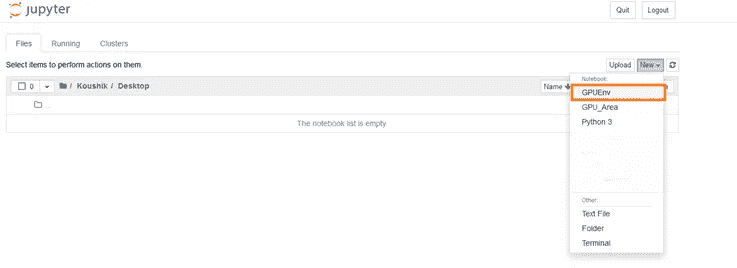 jupyter
Quit Logout
Files Running Clusters
Select items to perform actions on them.
Upload New
0 / Koushik / Desktop Name
Notebook:
GPUEnv
..
GPU_Area
The notebook list is empty.
Python 3
Other:
Text File
Folder
Terminal